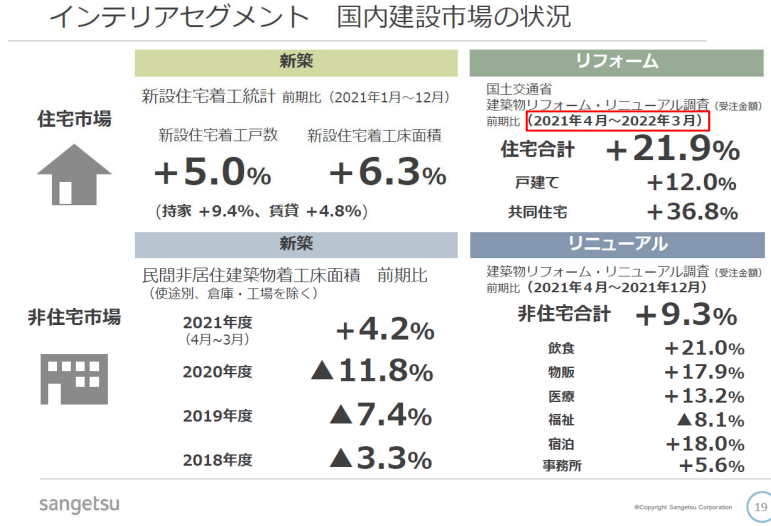 インテリアセグメント　国内建設市場の状況
新築
新設住宅着工統計 前期比（2021年1月～12月）
住宅市場
新設住宅着工戸数　新設住宅着工床面積
+5.0%　+6.3%
（持家 +9.4%、賃貸 +4.8%）
リフォーム
国土交通省
建築物リフォーム・リニューアル調査（受注金額）
前期比（2021年４月～2022年３月）
住宅合計　+21.9%
戸建て　+12.0%
共同住宅　+36.8%
新築
民間非居住建築物着工床面積　前期比
（使途別、倉庫・工場を除く）
非住宅市場
2021年度　+4.2%
（4月~3月）
2020年度　▲11.8%
2019年度　▲7.4%
2018年度　▲3.3%
リニューアル
建築物リフォーム・リニューアル調査（受注金額）
前期比（2021年４月～2021年12月）
非住宅合計　+9.3%
飲食　+21.0%
物販　+17.9%
医療　+13.2%
福祉　▲8.1%
宿泊　+18.0%
事務所　+5.6%
sangetsu
©Copyright Sangetsu Corporation
19